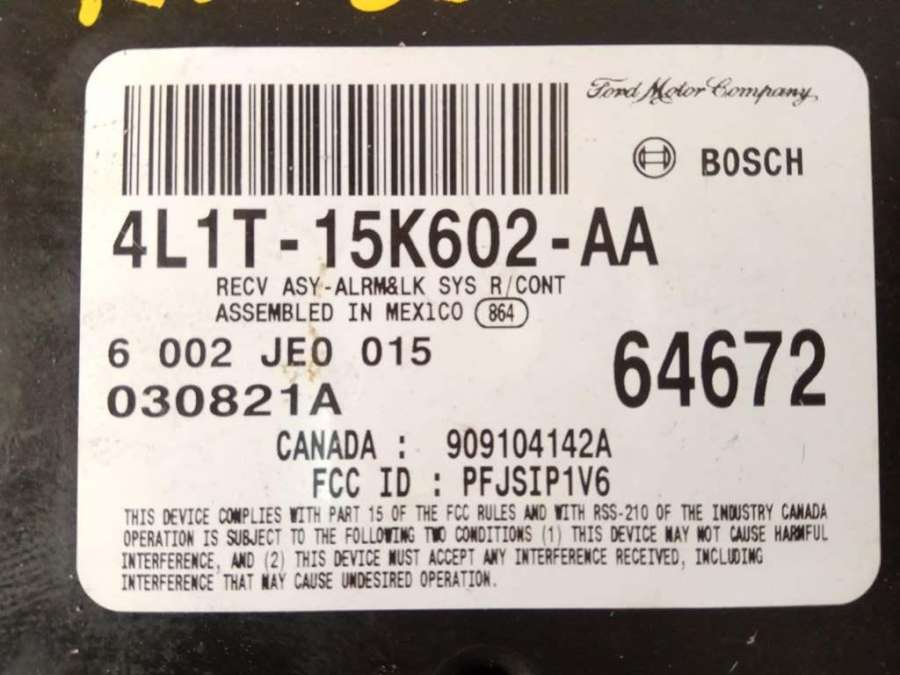 Ford Motor Company
BOSCH
4L1T-15K602-AA
RECV ASY-ALRM&LK SYS R/CONT
ASSEMBLED IN MEXICO 864
6 002 JE0 015
64672
030821A
CANADA : 909104142A
FCC ID : PFJSIP1V6
THIS DEVICE COMPLIES WITH PART 15 OF THE FCC RULES AND WITH RSS-210 OF THE INDUSTRY CANADA
OPERATION IS SUBJECT TO THE FOLLOWING TWO CONDITIONS (1) THIS DEVICE MAY NOT CAUSE HARMFUL
INTERFERENCE, AND (2) THIS DEVICE MUST ACCEPT ANY INTERFERENCE RECEIVED, INCLUDING
INTERFERENCE THAT MAY CAUSE UNDESIRED OPERATION.